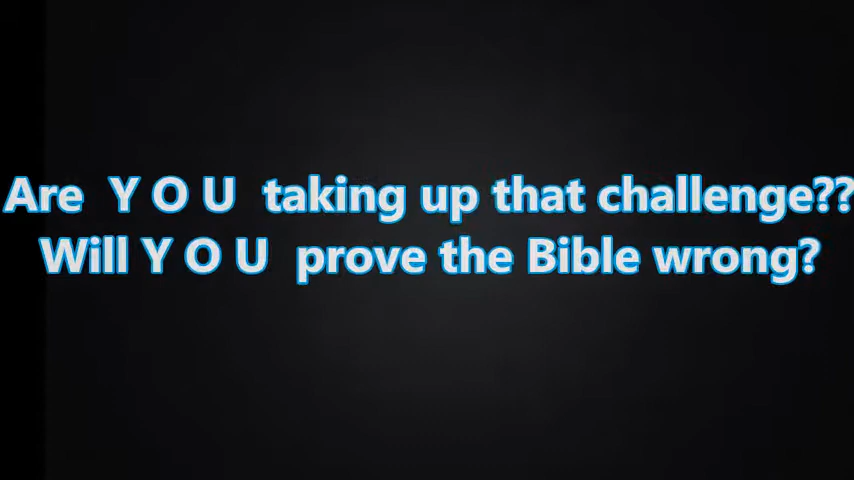 Are Y O U taking up that challenge??
Will Y O U prove the Bible wrong?